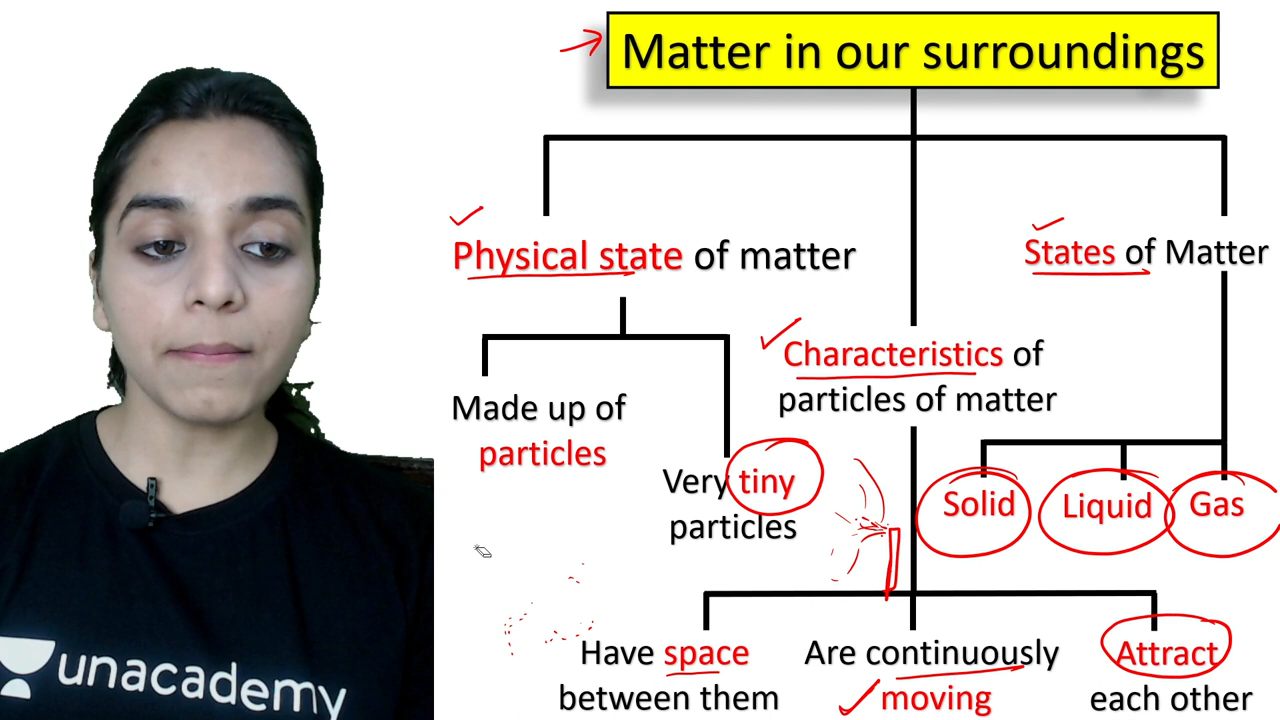 Matter in our surroundings
Physical state of matter
States of Matter
Characteristics of
particles of matter
Made up of
particles
Very tiny
particles
Solid
Liquid
Gas
Have space
between them
Are continuously
moving
Attract
each other
unacademy